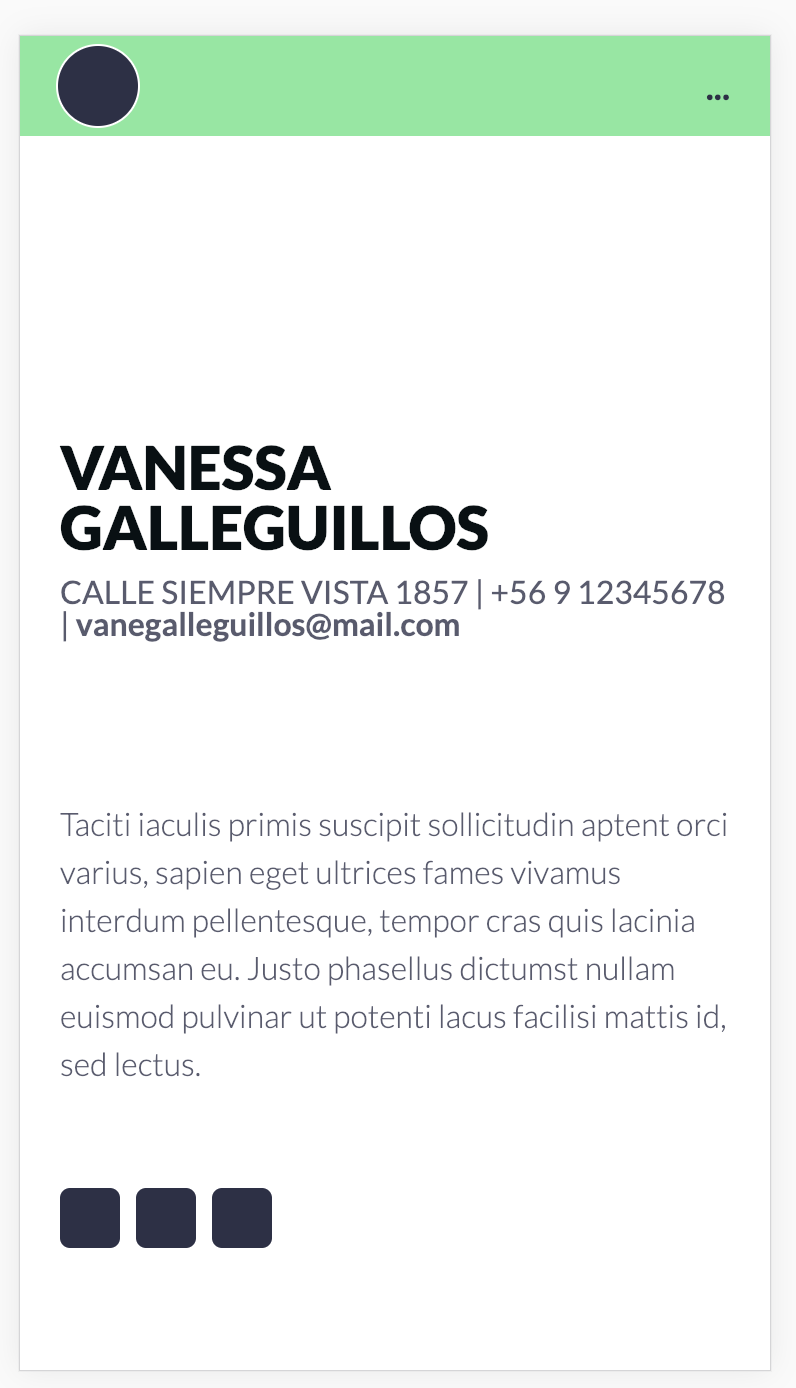 VANESSA
GALLEGUILLOS
CALLE SIEMPRE VISTA 1857 | +56 9 12345678
| vanegalleguillos@mail.com
Taciti iaculis primis suscipit sollicitudin aptent orci
varius, sapien eget ultrices fames vivamus
interdum pellentesque, tempor cras quis lacinia
accumsan eu. Justo phasellus dictumst nullam
euismod pulvinar ut potenti lacus facilisi mattis id,
sed lectus.